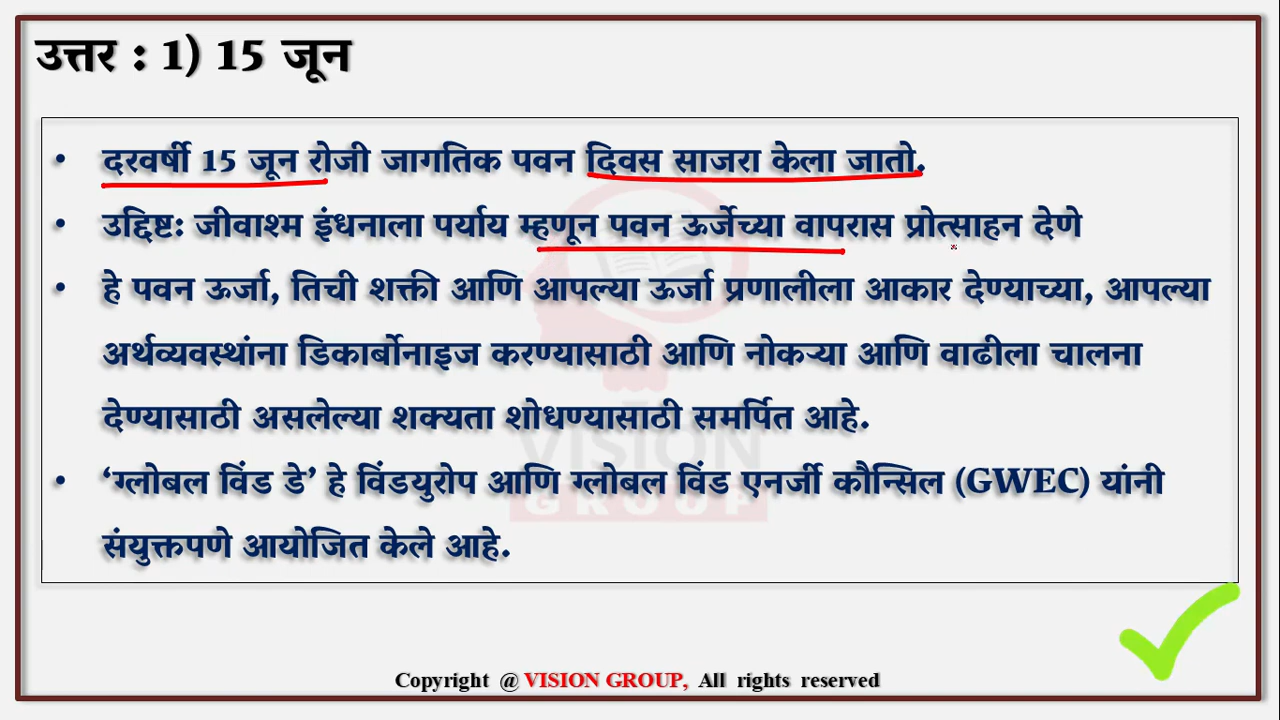 उत्तर : 1) 15 जून
• दरवर्षी 15 जून रोजी जागतिक पवन दिवस साजरा केला जातो.
• उद्दिष्ट: जीवाश्म इंधनाला पर्याय म्हणून पवन ऊर्जेच्या वापरास प्रोत्साहन देणे
• हे पवन ऊर्जा, तिची शक्ती आणि आपल्या ऊर्जा प्रणालीला आकार देण्याच्या, आपल्या
अर्थव्यवस्थांना डिकार्बोनाइज करण्यासाठी आणि नोकऱ्या आणि वाढीला चालना
देण्यासाठी असलेल्या शक्यता शोधण्यासाठी समर्पित आहे.
VISION
• ‘ग्लोबल विंड डे’ हे विंडयुरोप आणि ग्लोबल विंड एनर्जी कौन्सिल (GWEC) यांनी
GROUP
संयुक्तपणे आयोजित केले आहे.
Copyright @ VISION GROUP, All rights reserved